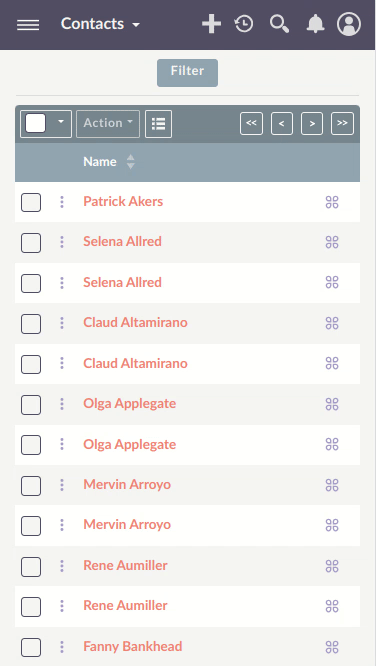 Contacts
Filter
Action
<< < > >>
Name
Patrick Akers
Selena Allred
Selena Allred
Claud Altamirano
Claud Altamirano
Olga Applegate
Olga Applegate
Mervin Arroyo
Mervin Arroyo
Rene Aumiller
Rene Aumiller
Fanny Bankhead